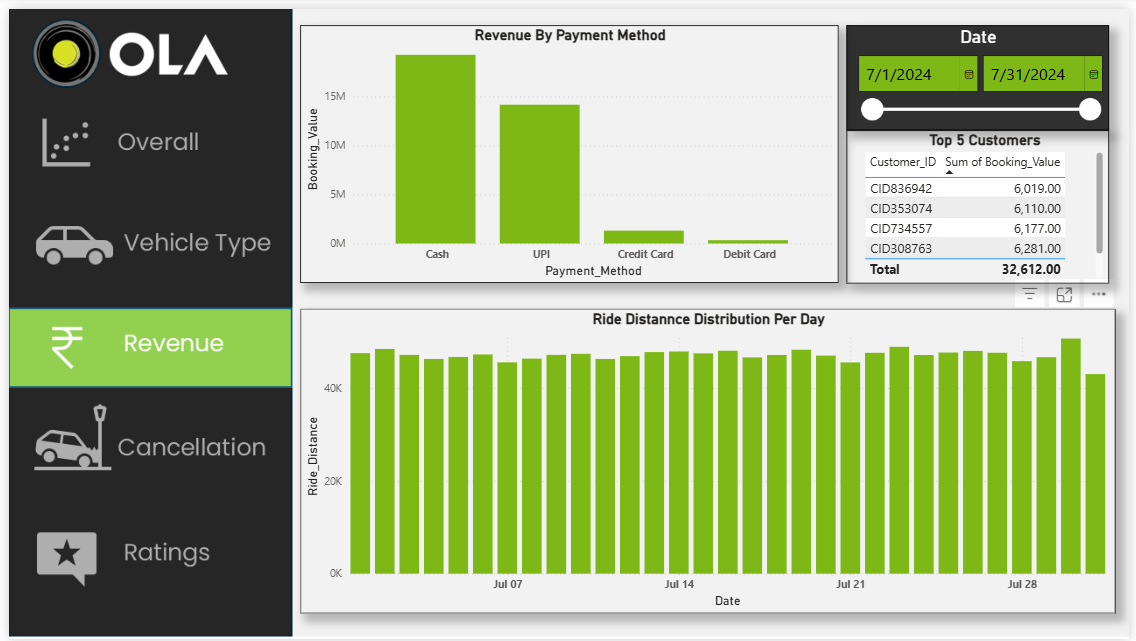 OLA
Overall
Vehicle Type
₹ Revenue
Cancellation
Ratings
Revenue By Payment Method
Booking_Value
15M
10M
5M
0M
Cash UPI Credit Card Debit Card
Payment_Method
Date
7/1/2024 7/31/2024
Top 5 Customers
Customer_ID Sum of Booking_Value
CID836942 6,019.00
CID353074 6,110.00
CID734557 6,177.00
CID308763 6,281.00
Total 32,612.00
Ride Distannce Distribution Per Day
Ride_Distance
40K
20K
0K
Jul 07 Jul 14 Jul 21 Jul 28
Date